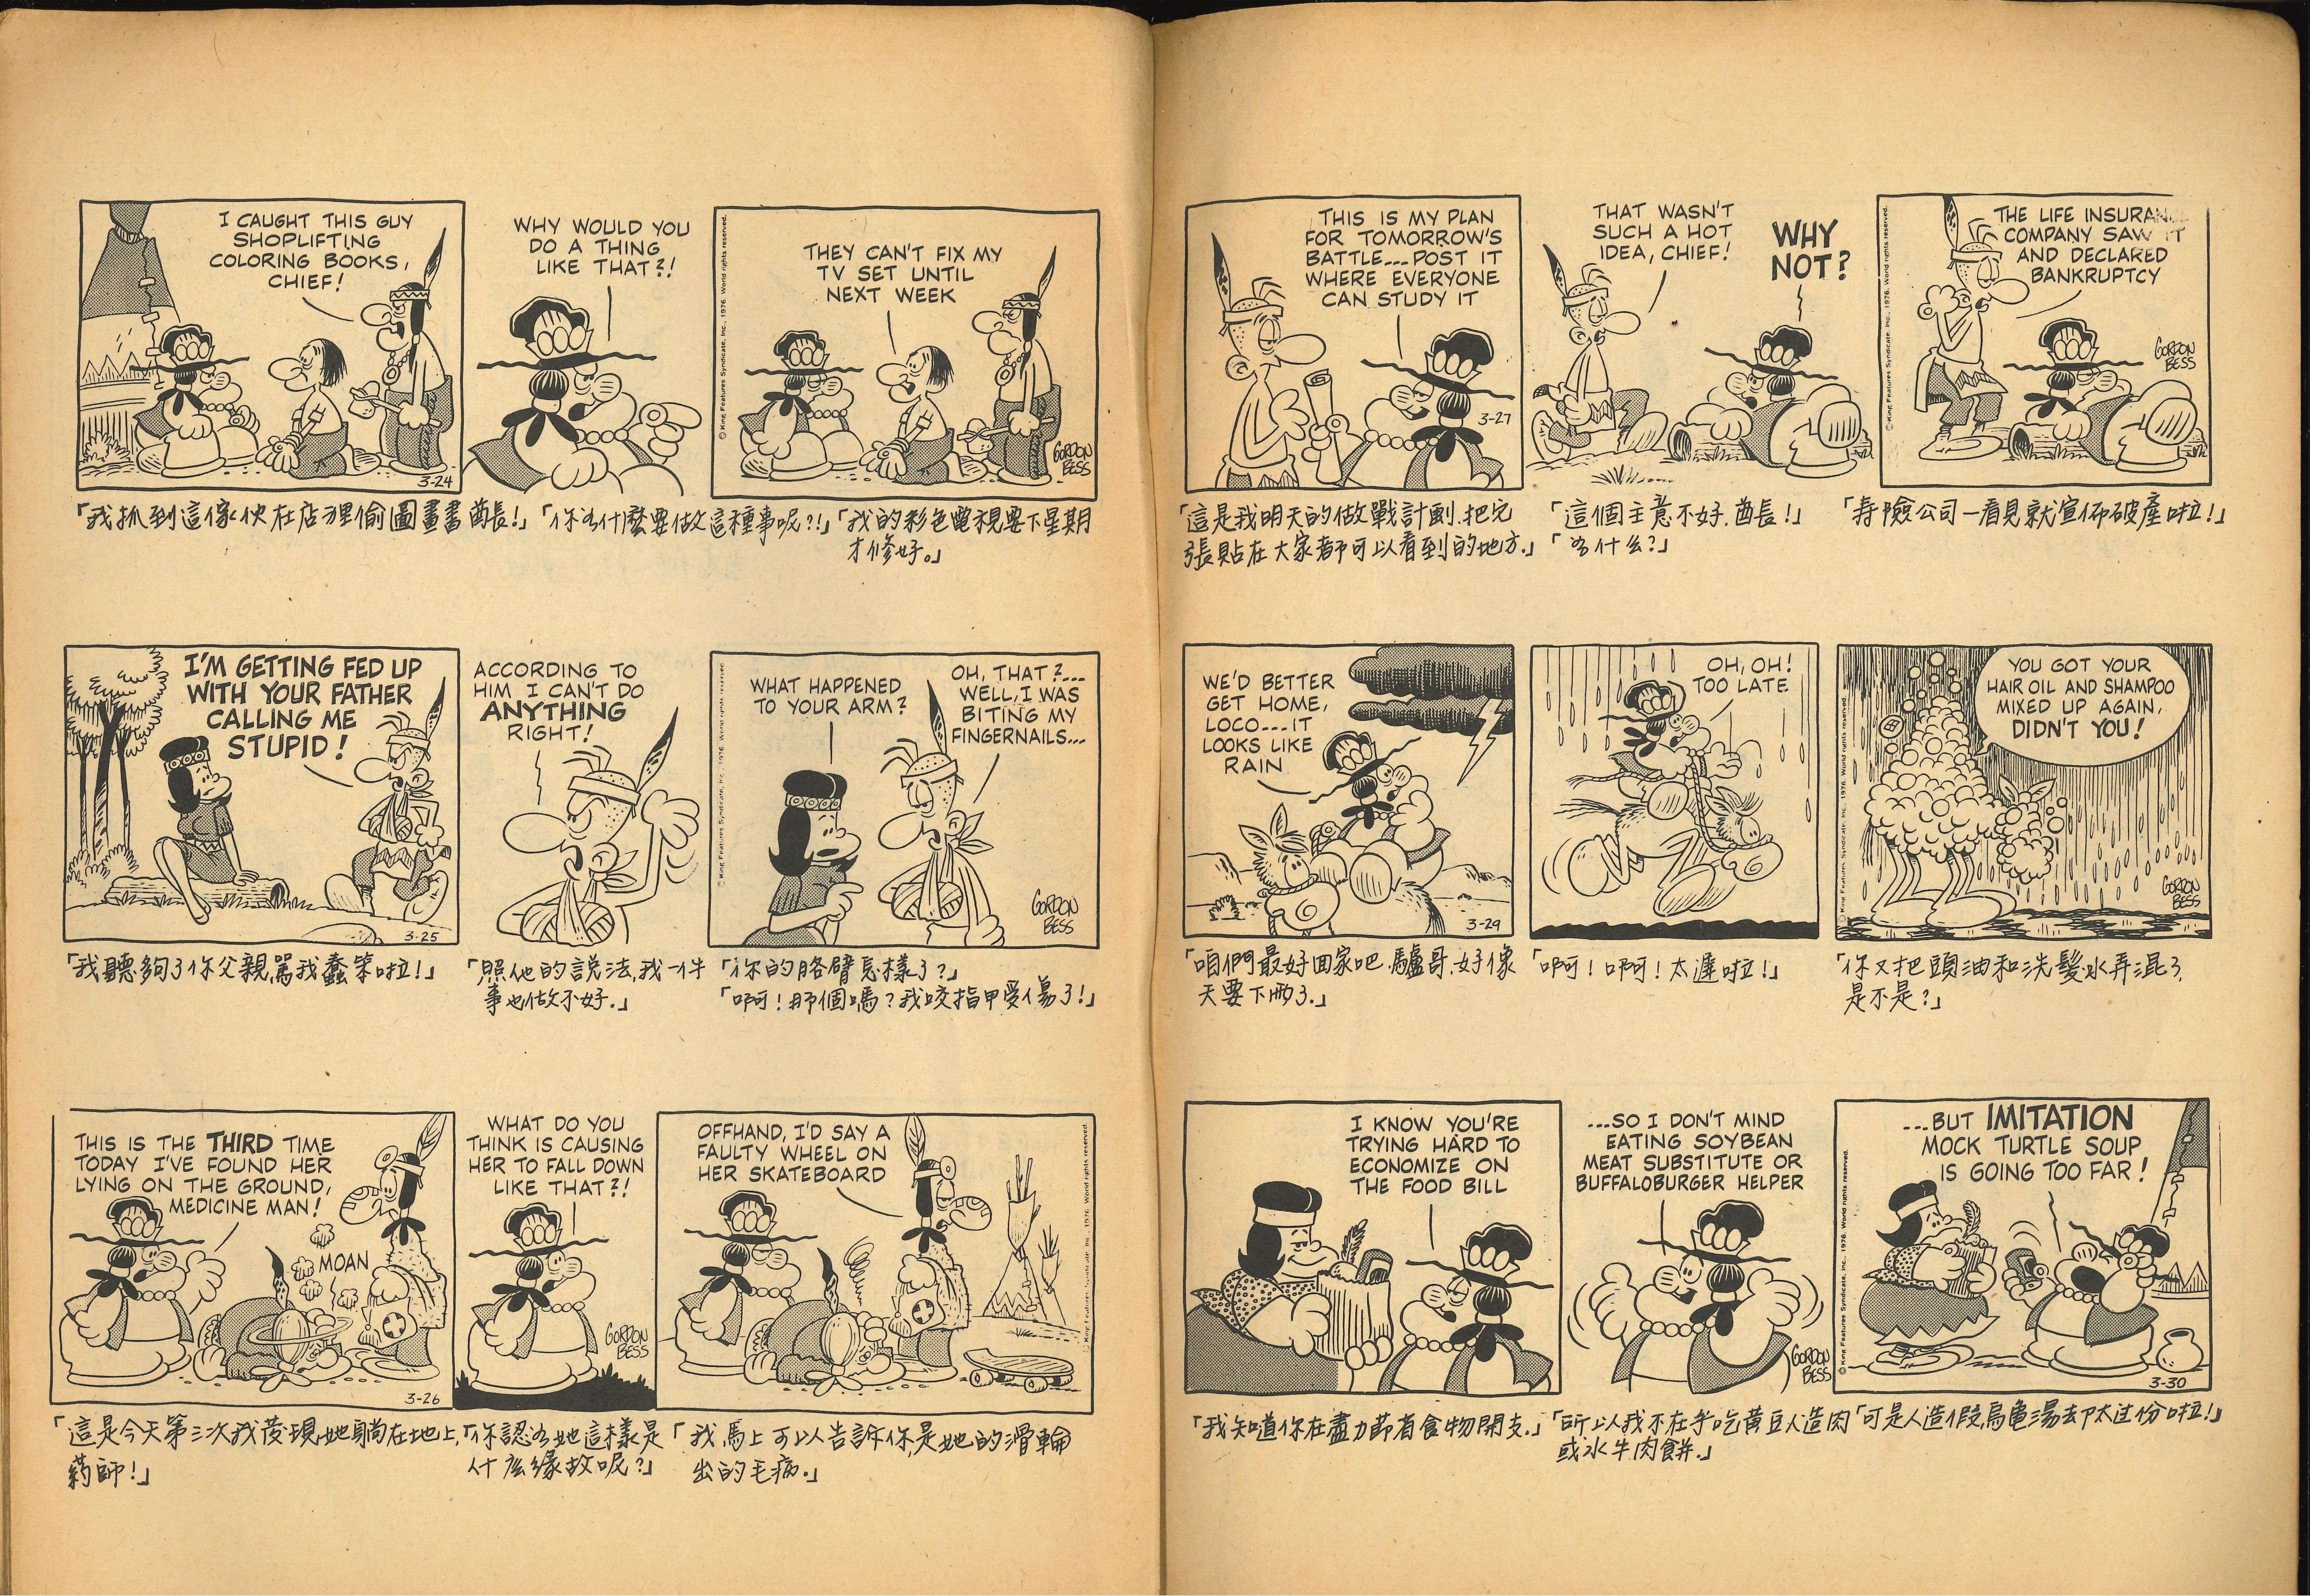 I CAUGHT THIS GUY
SHOPLIFTING
COLORING BOOKS,
CHIEF!
3-24
WHY WOULD YOU
DO A THING
LIKE THAT?!
© King Features Syndicate, Inc., 1976. World rights reserved.
THEY CAN'T FIX MY
TV SET UNTIL
NEXT WEEK
GORDON
BESS
「我抓到這傢伙在店裡偷圖畫書酋長!」
「你為什麼要做這種事呢?!」
「我的彩色電視要下星期
才修好。」
I'M GETTING FED UP
WITH YOUR FATHER
CALLING ME
STUPID!
3-25
ACCORDING TO
HIM I CAN'T DO
ANYTHING
RIGHT!
© King Features Syndicate, Inc., 1976. World rights reserved.
WHAT HAPPENED
TO YOUR ARM?
OH, THAT?...
WELL, I WAS
BITING MY
FINGERNAILS...
GORDON
BESS
「我聽夠了你父親罵我蠢笨啦!」
「照他的説法,我一件
事也做不好.」
「你的胳臂怎樣了?」
「啊!那個嗎?我咬指甲受傷了!」
THIS IS THE THIRD TIME
TODAY I'VE FOUND HER
LYING ON THE GROUND,
MEDICINE MAN!
MOAN
3-26
WHAT DO YOU
THINK IS CAUSING
HER TO FALL DOWN
LIKE THAT?!
GORDON
BESS
OFFHAND, I'D SAY A
FAULTY WHEEL ON
HER SKATEBOARD
© King Features Syndicate, Inc., 1976. World rights reserved.
「這是今天第三次我發現她躺在地上,
葯師!」
「你認為她這樣是
什么緣故呢?」
「我馬上可以告訴你是她的滑輪
出的毛病.」
THIS IS MY PLAN
FOR TOMORROW'S
BATTLE...POST IT
WHERE EVERYONE
CAN STUDY IT
3-27
THAT WASN'T
SUCH A HOT
IDEA, CHIEF!
WHY
NOT?
© King Features Syndicate, Inc., 1976. World rights reserved.
THE LIFE INSURANCE
COMPANY SAW IT
AND DECLARED
BANKRUPTCY
GORDON
BESS
「這是我明天的做戰計劃.把它
張貼在大家都可以看到的地方.」
「這個主意不好.酋長!」
「為什么?」
「寿險公司一看見就宣佈破產啦!」
WE'D BETTER
GET HOME,
LOCO...IT
LOOKS LIKE
RAIN
3-29
OH, OH!
TOO LATE
© King Features Syndicate, Inc., 1976. World rights reserved.
YOU GOT YOUR
HAIR OIL AND SHAMPOO
MIXED UP AGAIN,
DIDN'T YOU!
GORDON
BESS
「咱們最好回家吧.驢哥.好像
天要下雨了.」
「啊!啊!太遲啦!」
「你又把頭油和洗髮水弄混了,
是不是?」
I KNOW YOU'RE
TRYING HARD TO
ECONOMIZE ON
THE FOOD BILL
...SO I DON'T MIND
EATING SOYBEAN
MEAT SUBSTITUTE OR
BUFFALOBURGER HELPER
GORDON
BESS
© King Features Syndicate, Inc., 1976. World rights reserved.
...BUT IMITATION
MOCK TURTLE SOUP
IS GOING TOO FAR!
3-30
「我知道你在盡力節省食物開支.」
「所以我不在乎吃黄豆人造肉
或水牛肉餅.」
「可是人造假烏龟湯却太过份啦!」